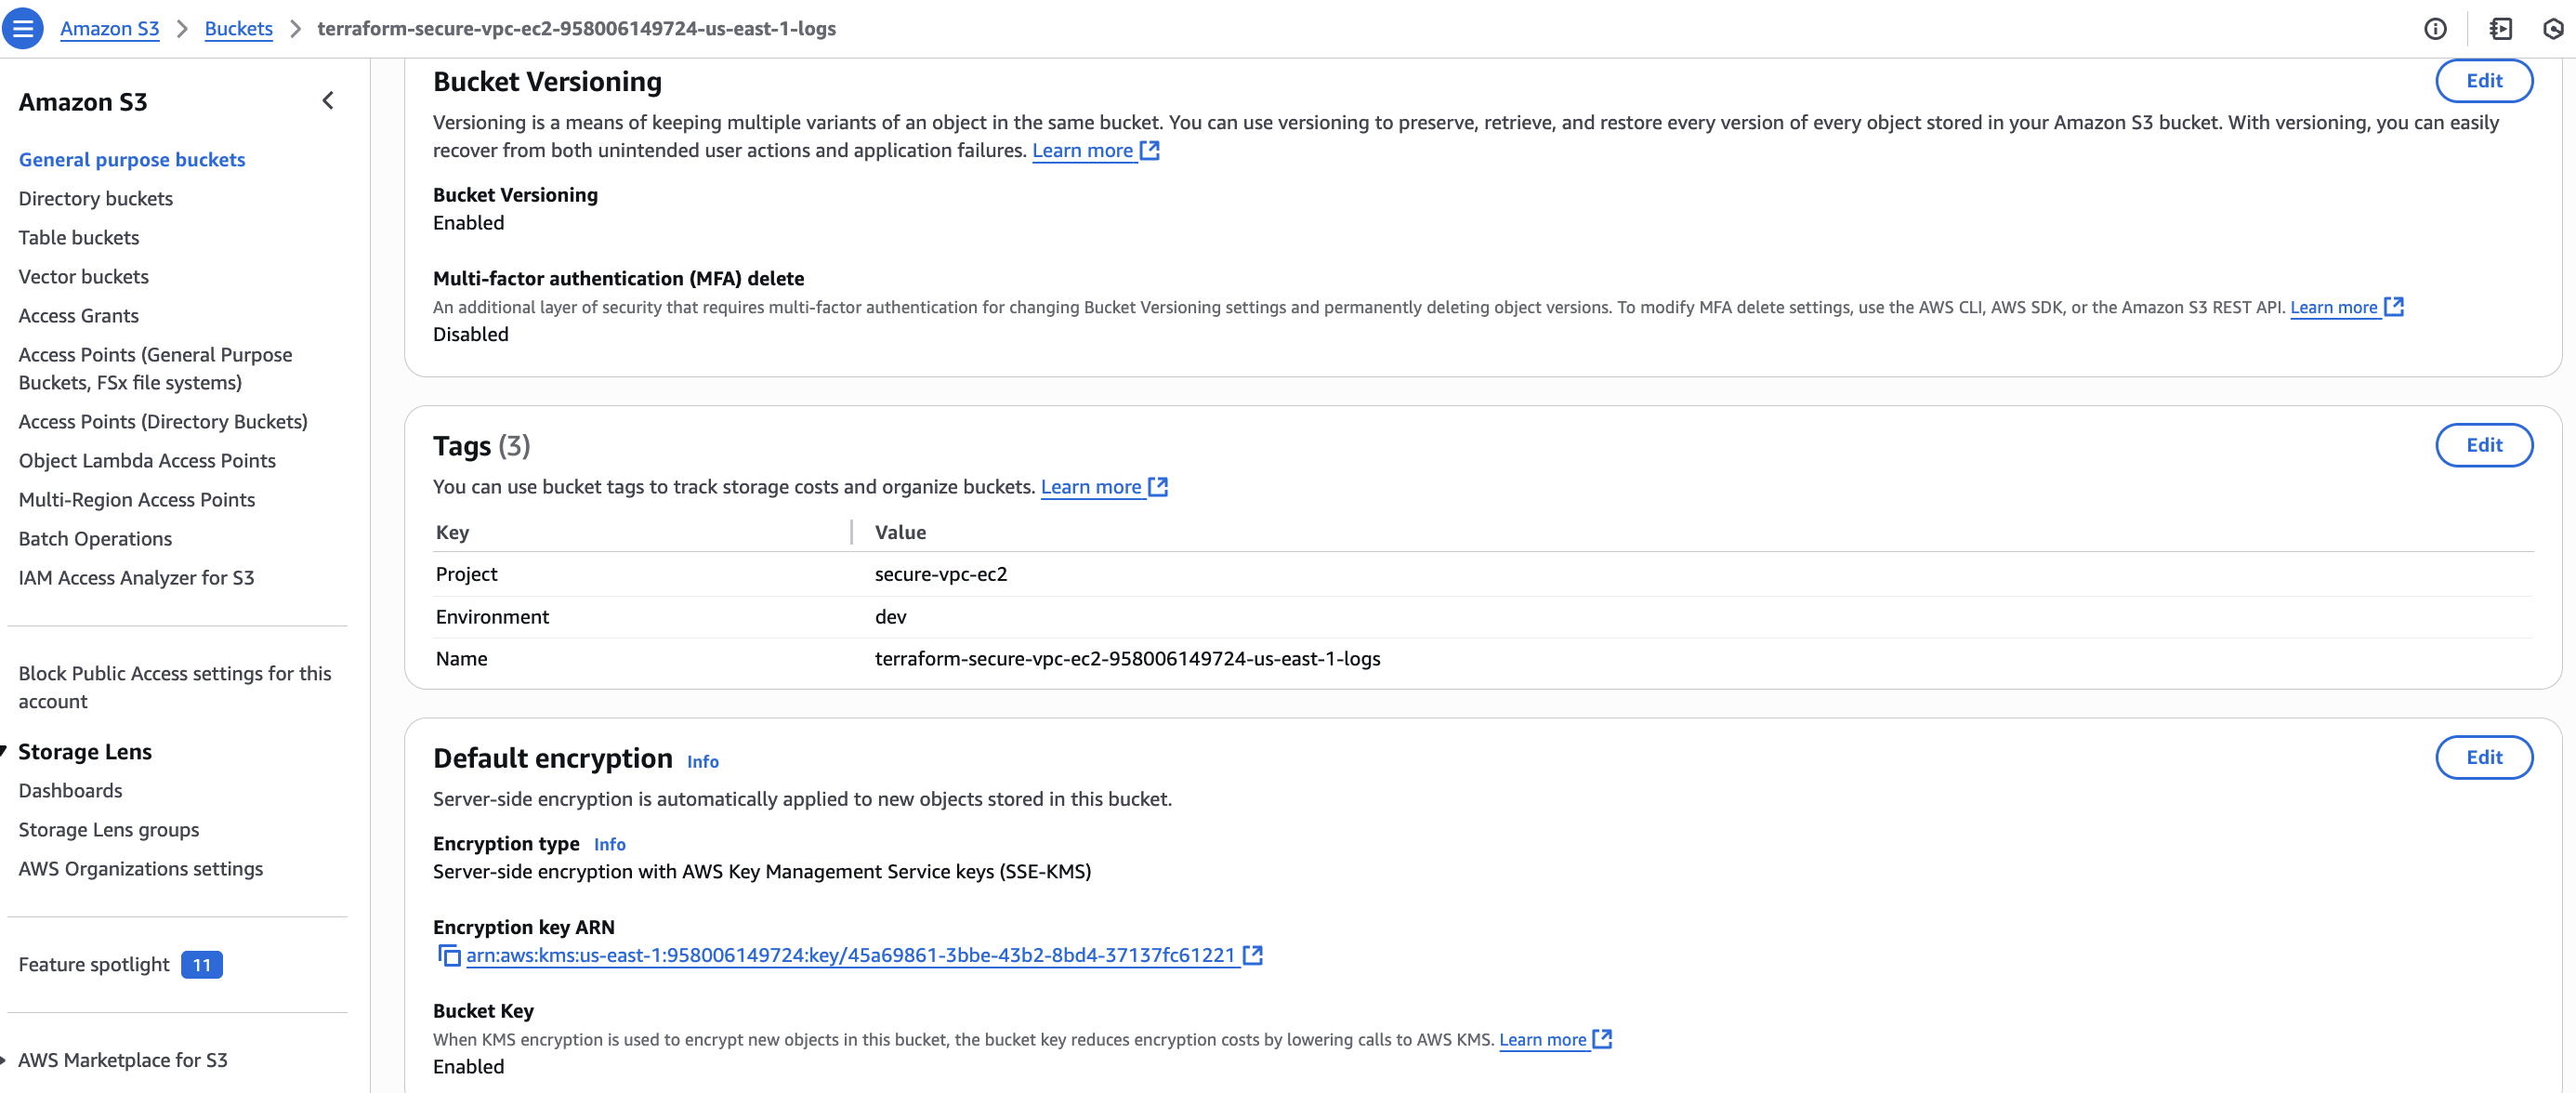 Amazon S3 > Buckets > terraform-secure-vpc-ec2-958006149724-us-east-1-logs
Amazon S3
General purpose buckets
Directory buckets
Table buckets
Vector buckets
Access Grants
Access Points (General Purpose
Buckets, FSx file systems)
Access Points (Directory Buckets)
Object Lambda Access Points
Multi-Region Access Points
Batch Operations
IAM Access Analyzer for S3
Block Public Access settings for this
account
Storage Lens
Dashboards
Storage Lens groups
AWS Organizations settings
Feature spotlight 11
AWS Marketplace for S3
Bucket Versioning
Edit
Versioning is a means of keeping multiple variants of an object in the same bucket. You can use versioning to preserve, retrieve, and restore every version of every object stored in your Amazon S3 bucket. With versioning, you can easily
recover from both unintended user actions and application failures. Learn more
Bucket Versioning
Enabled
Multi-factor authentication (MFA) delete
An additional layer of security that requires multi-factor authentication for changing Bucket Versioning settings and permanently deleting object versions. To modify MFA delete settings, use the AWS CLI, AWS SDK, or the Amazon S3 REST API. Learn more
Disabled
Tags (3)
Edit
You can use bucket tags to track storage costs and organize buckets. Learn more
Key Value
Project secure-vpc-ec2
Environment dev
Name terraform-secure-vpc-ec2-958006149724-us-east-1-logs
Default encryption Info
Edit
Server-side encryption is automatically applied to new objects stored in this bucket.
Encryption type Info
Server-side encryption with AWS Key Management Service keys (SSE-KMS)
Encryption key ARN
arn:aws:kms:us-east-1:958006149724:key/45a69861-3bbe-43b2-8bd4-37137fc61221
Bucket Key
When KMS encryption is used to encrypt new objects in this bucket, the bucket key reduces encryption costs by lowering calls to AWS KMS. Learn more
Enabled